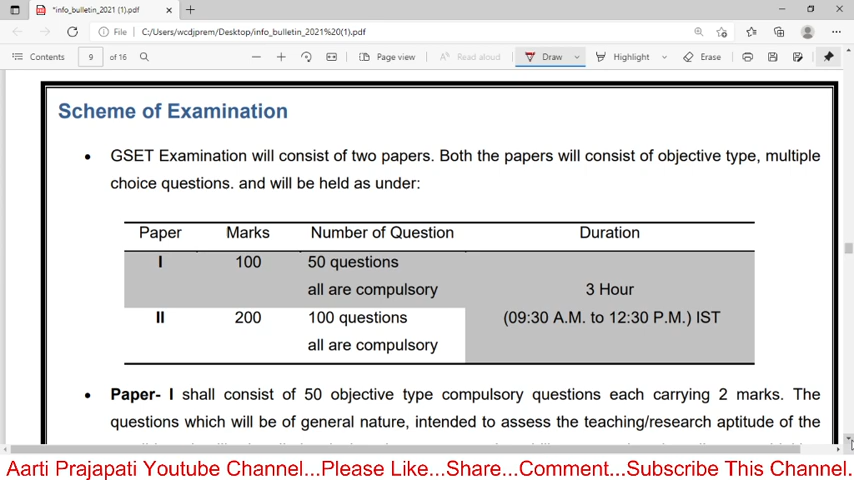 *info_bulletin_2021 (1).pdf
File C:/Users/wcdjprem/Desktop/info_bulletin_2021%20(1).pdf
Contents 9 of 16 Page view Read aloud Draw Highlight Erase
Scheme of Examination
• GSET Examination will consist of two papers. Both the papers will consist of objective type, multiple
choice questions. and will be held as under:
Paper Marks Number of Question Duration
I 100 50 questions
all are compulsory 3 Hour
II 200 100 questions (09:30 A.M. to 12:30 P.M.) IST
all are compulsory
• Paper- I shall consist of 50 objective type compulsory questions each carrying 2 marks. The
questions which will be of general nature, intended to assess the teaching/research aptitude of the
Aarti Prajapati Youtube Channel...Please Like...Share...Comment...Subscribe This Channel.